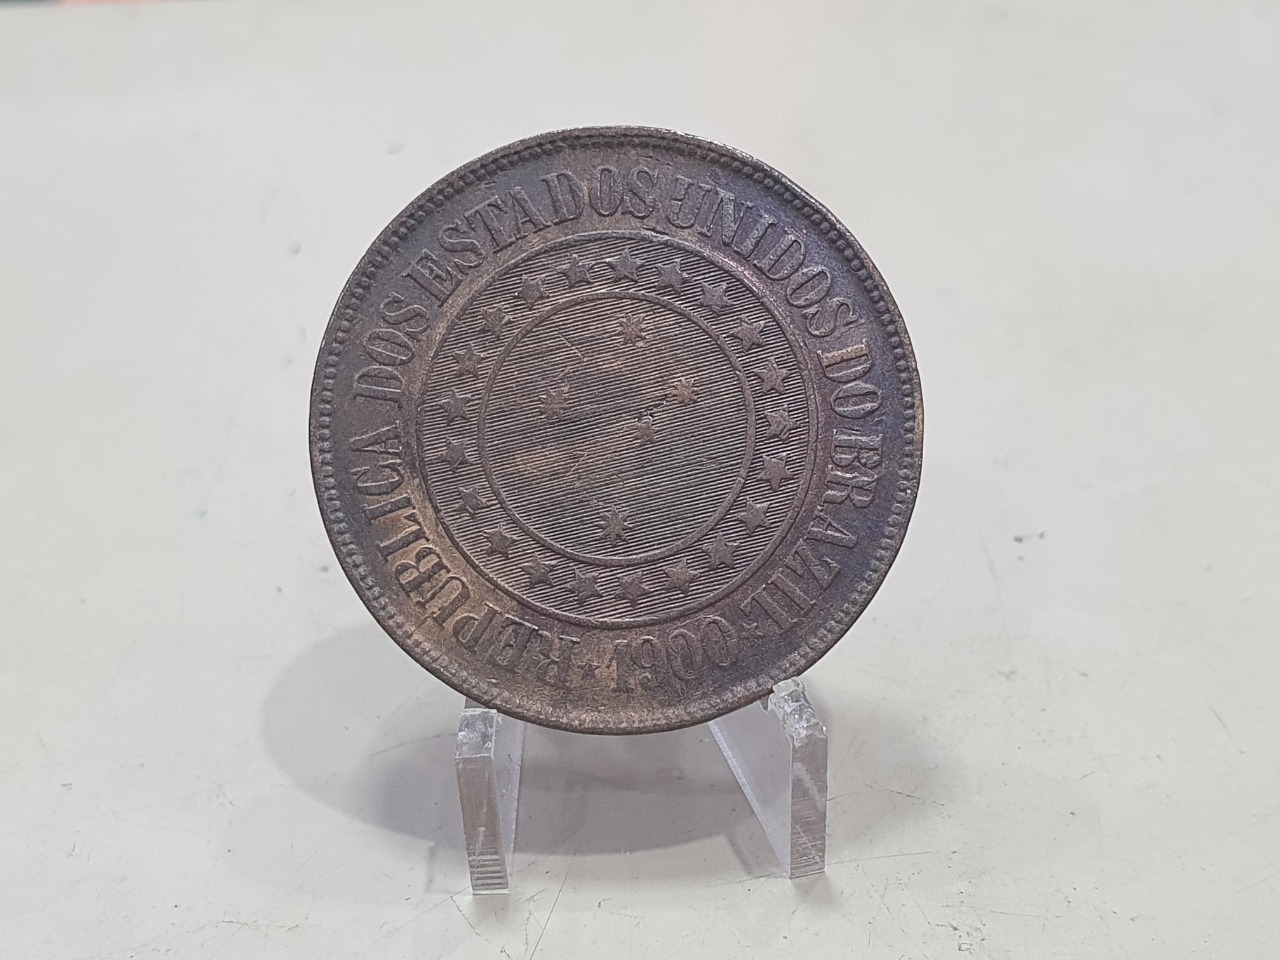 REPUBLICA DOS ESTADOS UNIDOS DO BRAZIL
1900